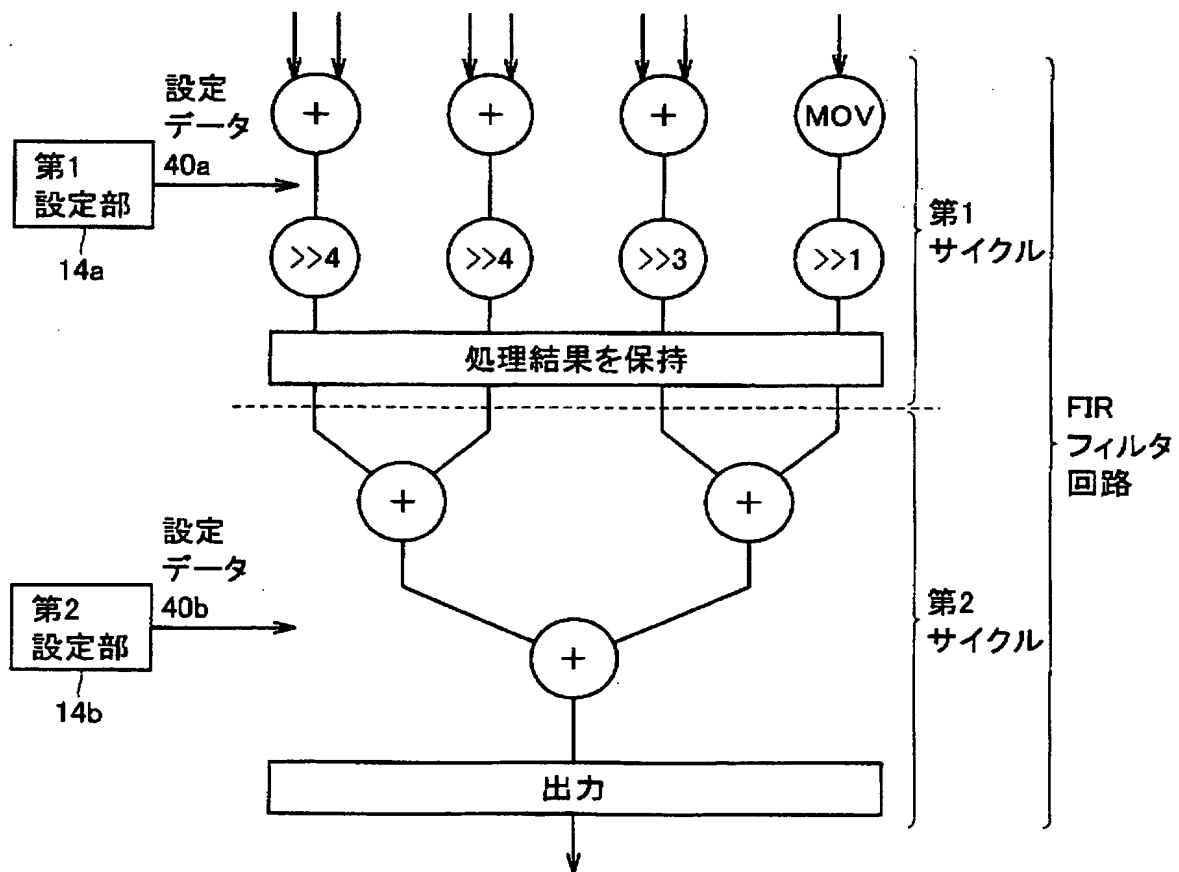 +
+
+
MOV
設定
データ
40a
第1
設定部
14a
>>4
>>4
>>3
>>1
第1
サイクル
処理結果を保持
FIR
フィルタ
回路
+
+
設定
データ
40b
第2
設定部
14b
第2
サイクル
+
出力